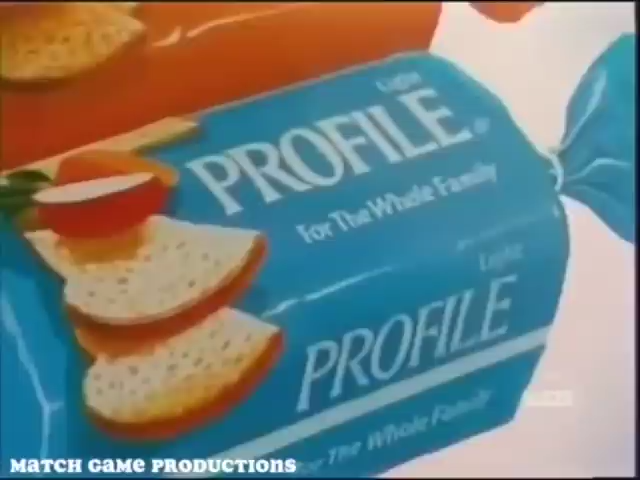 Light
PROFILE
For The Whole Family
Light
PROFILE
For The Whole Family
MATCH GAME PRODUCTIONS